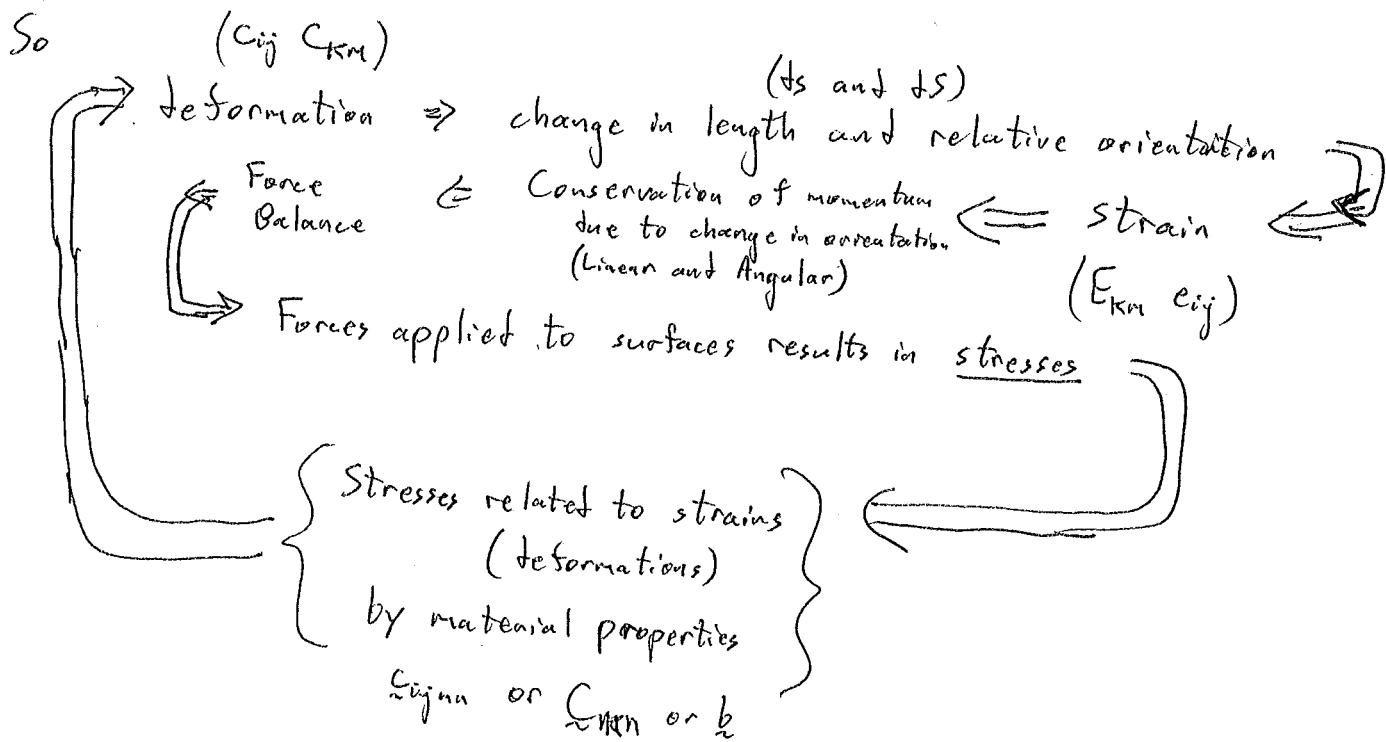 So
(Cij CKM)
(ds and dS)
deformation ⇒ change in length and relative orientation
⇐ Force Balance ⇐ Conservation of momentum
due to change in orientation
(Linear and Angular)
⇐ strain ⇐
(EKM eij)
Forces applied to surfaces results in stresses
Stresses related to strains
(deformations)
by material properties
or or b